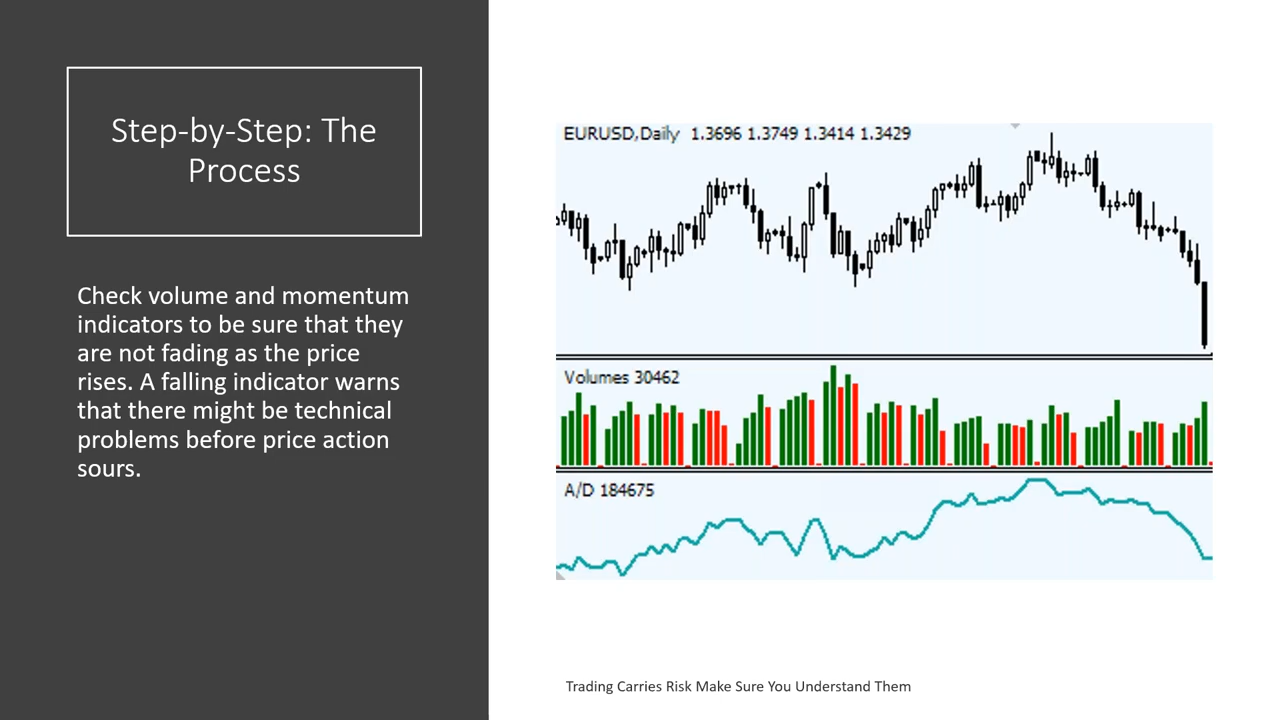 Step-by-Step: The
Process
Check volume and momentum
indicators to be sure that they
are not fading as the price
rises. A falling indicator warns
that there might be technical
problems before price action
sours.
EURUSD,Daily 1.3696 1.3749 1.3414 1.3429
Volumes 30462
A/D 184675
Trading Carries Risk Make Sure You Understand Them